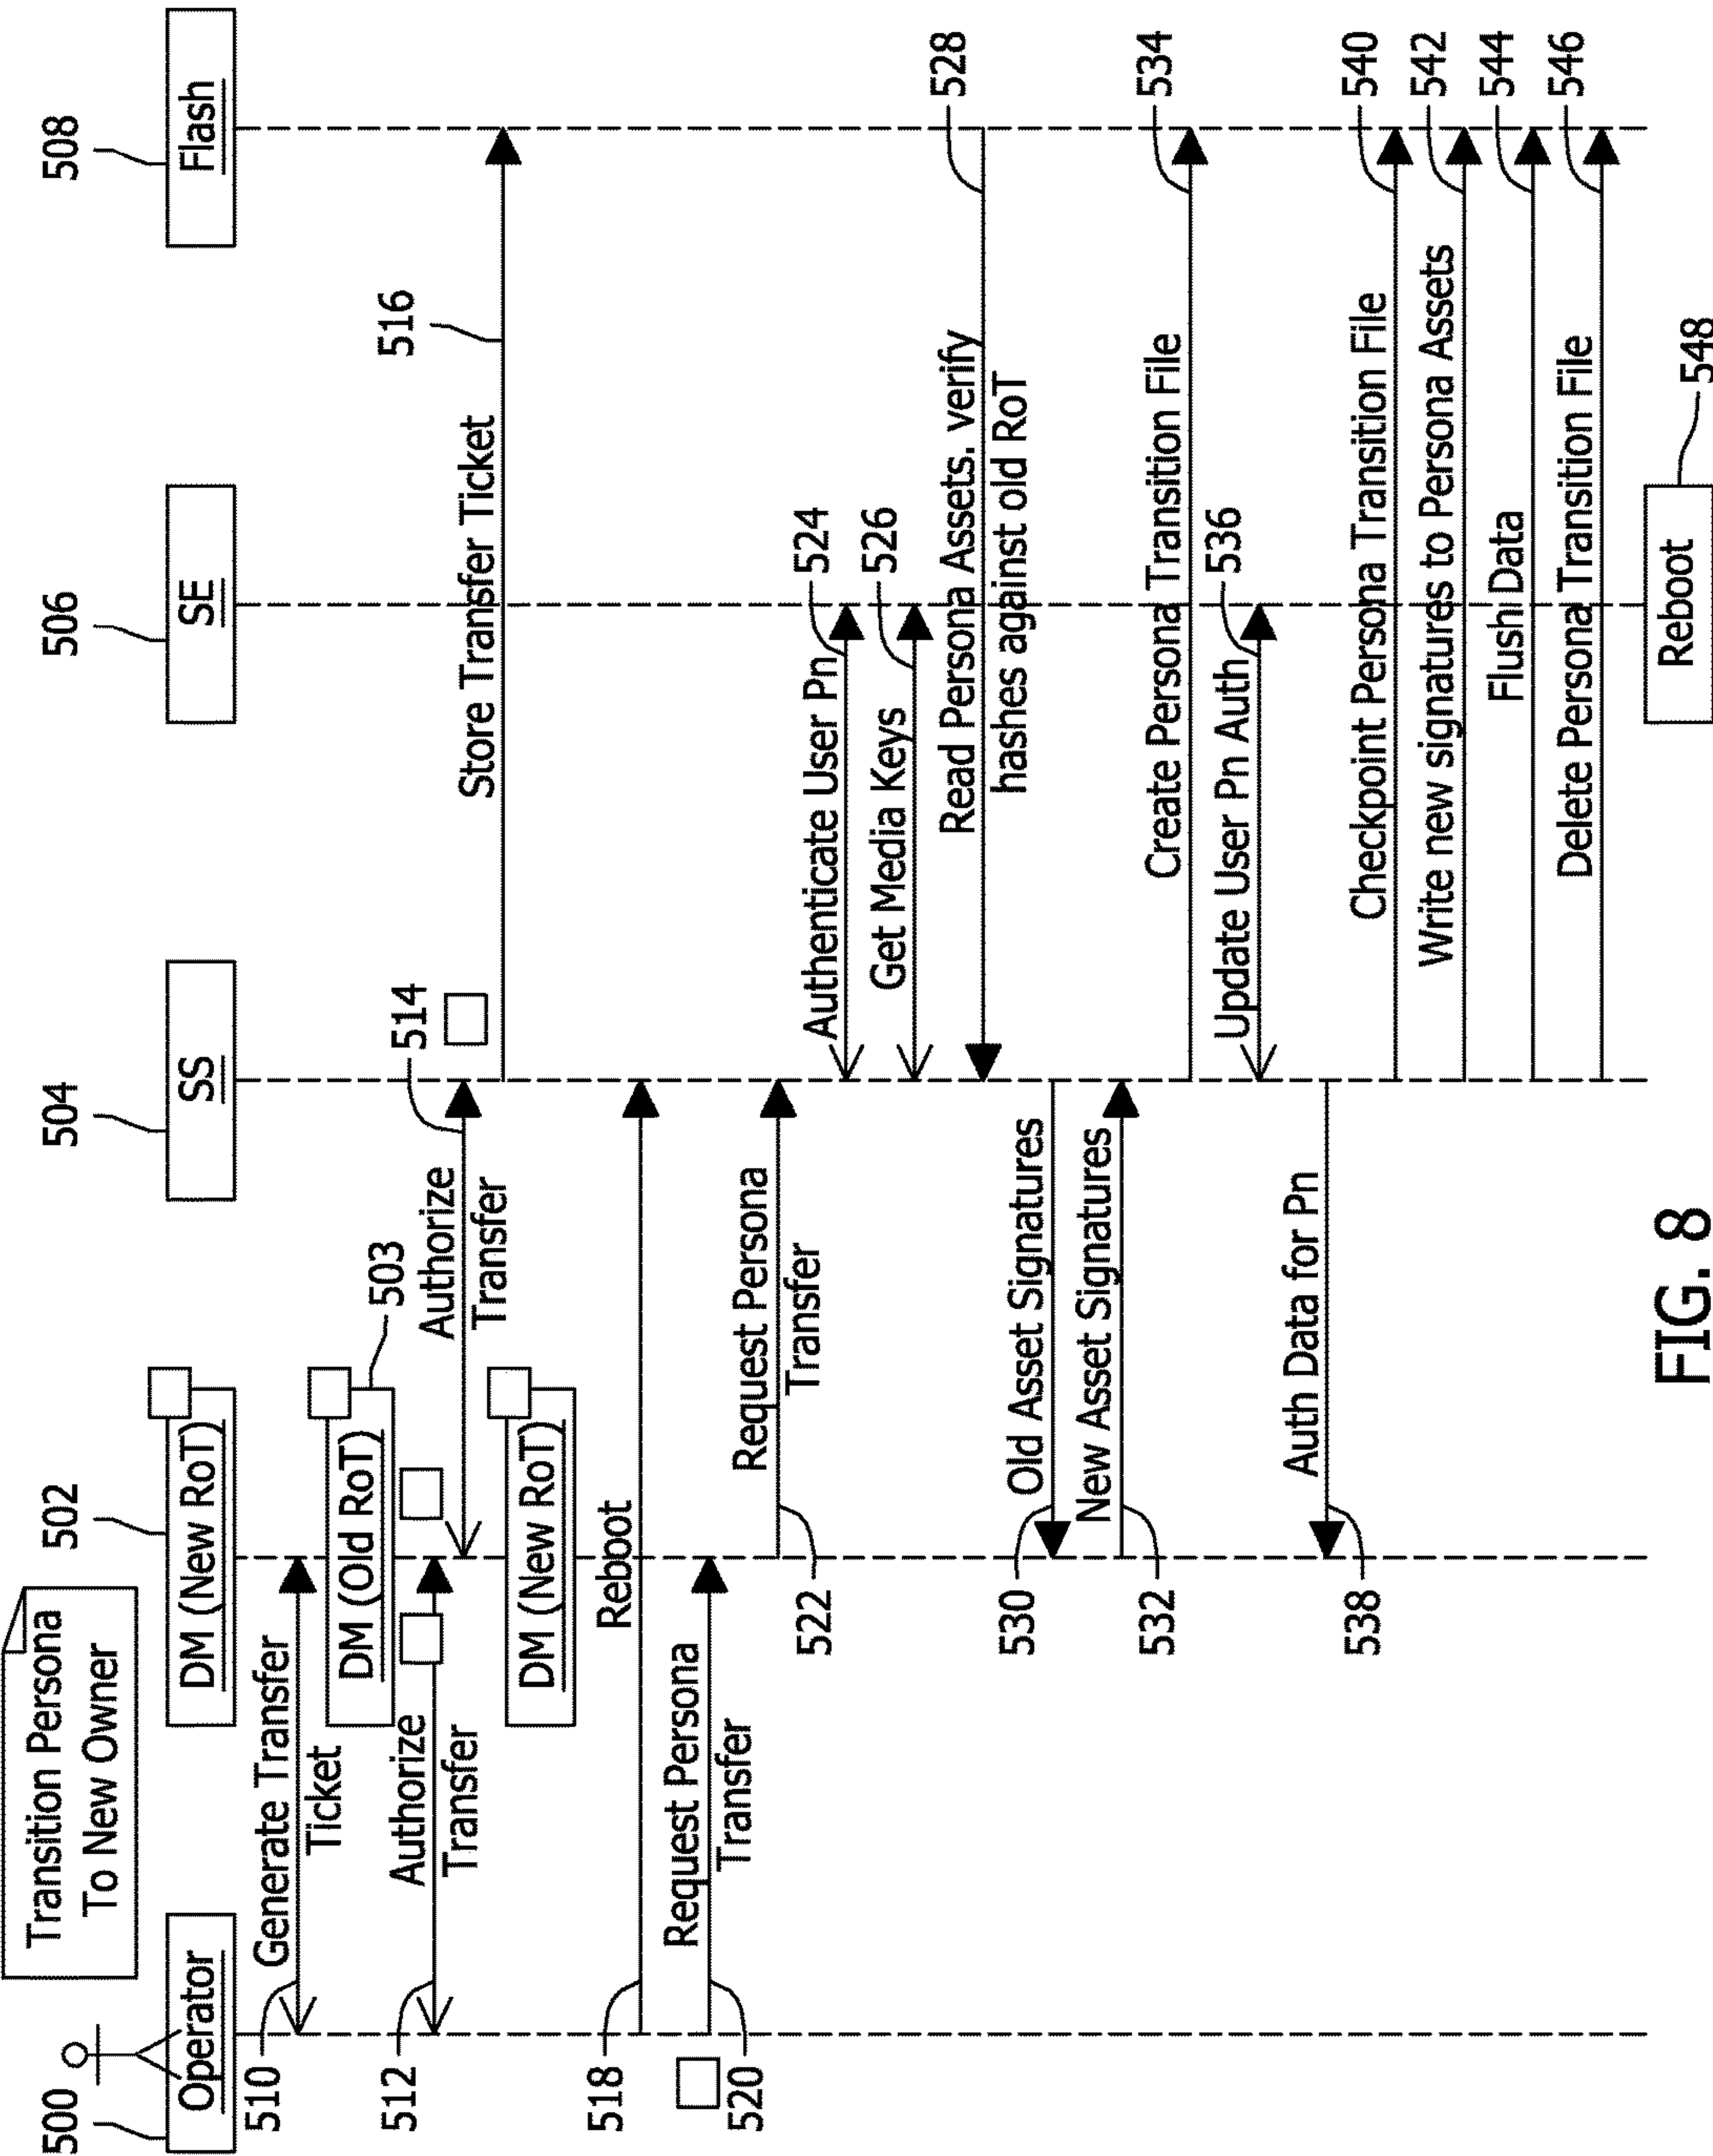 Transition Persona
To New Owner
500
502
504
506
508
Operator
DM (New RoT)
SS
SE
Flash
510
Generate Transfer
Ticket
DM (Old RoT)
503
512
Authorize
Transfer
Authorize
Transfer
514
Store Transfer Ticket
516
DM (New RoT)
518
Reboot
520
Request Persona
Transfer
Request Persona
Transfer
522
Authenticate User Pn
524
Get Media Keys
526
Read Persona Assets. verify
hashes against old RoT
528
530
Old Asset Signatures
New Asset Signatures
532
Create Persona Transition File
534
Update User Pn Auth
536
Auth Data for Pn
538
Checkpoint Persona Transition File
540
Write new signatures to Persona Assets
542
Flush Data
544
Delete Persona Transition File
546
Reboot
548
FIG. 8